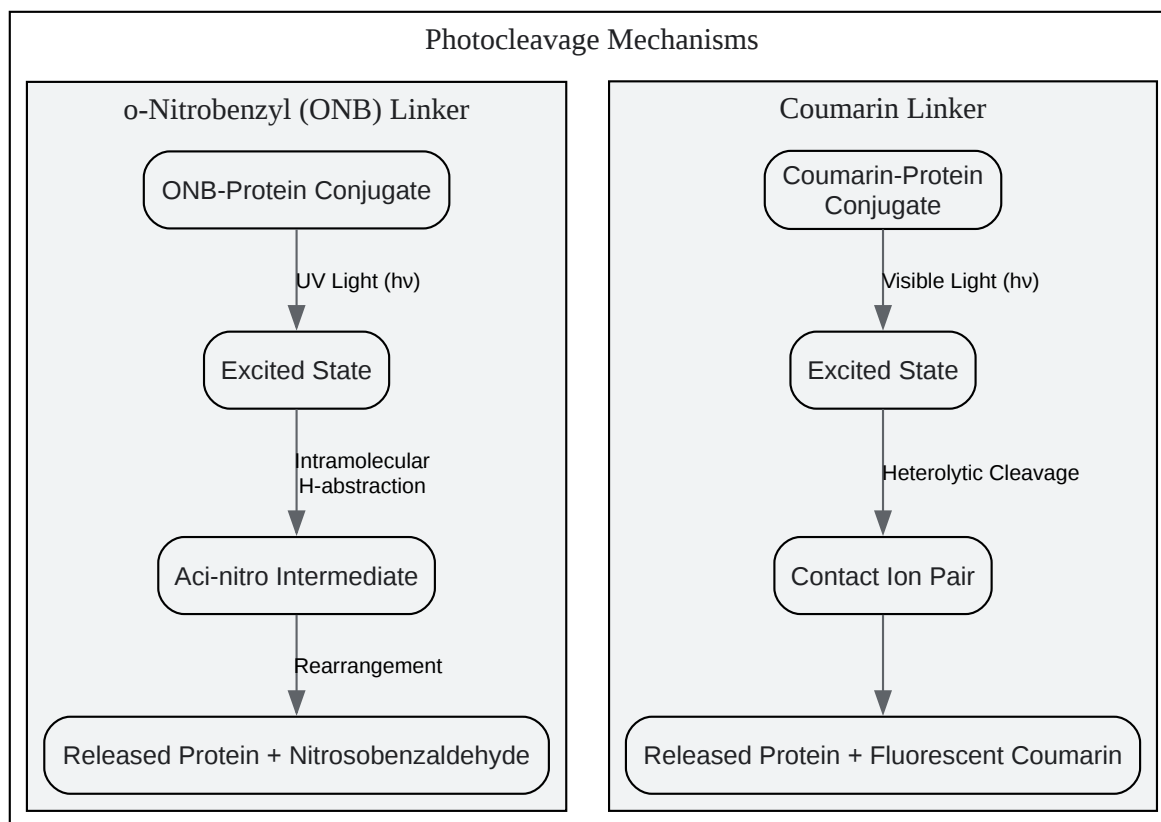 Photocleavage Mechanisms
o-Nitrobenzyl (ONB) Linker
ONB-Protein Conjugate
UV Light (hν)
Excited State
Intramolecular
H-abstraction
Aci-nitro Intermediate
Rearrangement
Released Protein + Nitrosobenzaldehyde
Coumarin Linker
Coumarin-Protein
Conjugate
Visible Light (hν)
Excited State
Heterolytic Cleavage
Contact Ion Pair
Released Protein + Fluorescent Coumarin